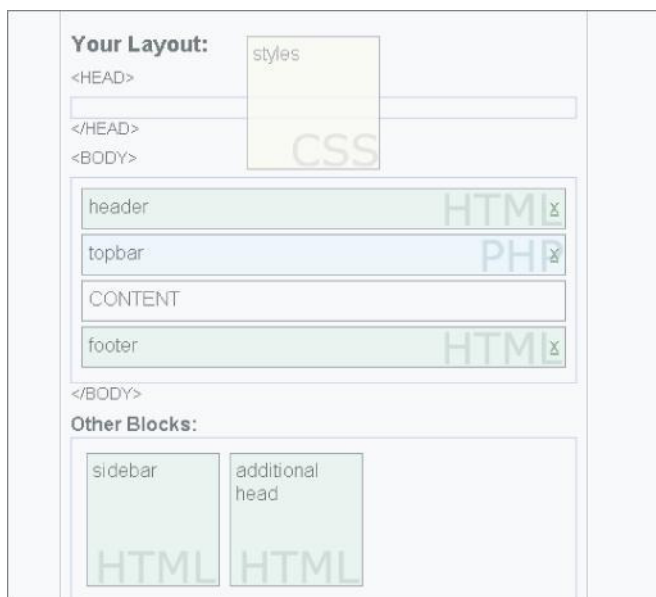 Your Layout:
styles
<HEAD>
</HEAD>
CSS
<BODY>
header HTML x
topbar PHP x
CONTENT
footer HTML x
</BODY>
Other Blocks:
sidebar
additional
head
HTML HTML